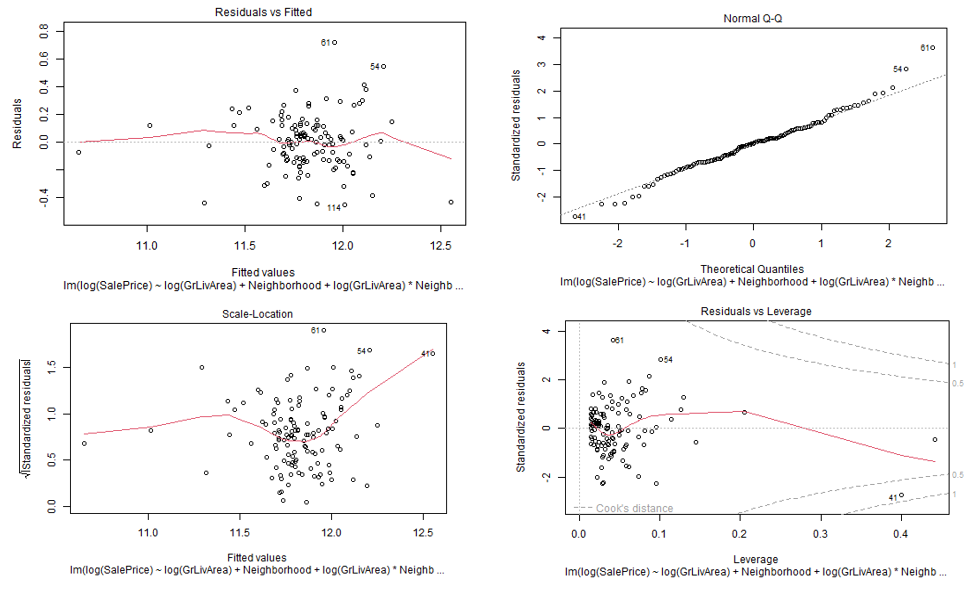 Residuals vs Fitted
Residuals
0.8
0.6
0.4
0.2
0.0
-0.4
61
54
114
11.0 11.5 12.0 12.5
Fitted values
lm(log(SalePrice) ~ log(GrLivArea) + Neighborhood + log(GrLivArea) * Neighb ...
Normal Q-Q
Standardized residuals
4
3
2
1
0
-1
-2
61
54
41
-2 -1 0 1 2
Theoretical Quantiles
lm(log(SalePrice) ~ log(GrLivArea) + Neighborhood + log(GrLivArea) * Neighb ...
Scale-Location
√|Standardized residuals|
1.5
1.0
0.5
0.0
61
54
41
11.0 11.5 12.0 12.5
Fitted values
lm(log(SalePrice) ~ log(GrLivArea) + Neighborhood + log(GrLivArea) * Neighb ...
Residuals vs Leverage
Standardized residuals
4
2
0
-2
61
54
41
1
0.5
0.5
1
Cook's distance
0.0 0.1 0.2 0.3 0.4
Leverage
lm(log(SalePrice) ~ log(GrLivArea) + Neighborhood + log(GrLivArea) * Neighb ...